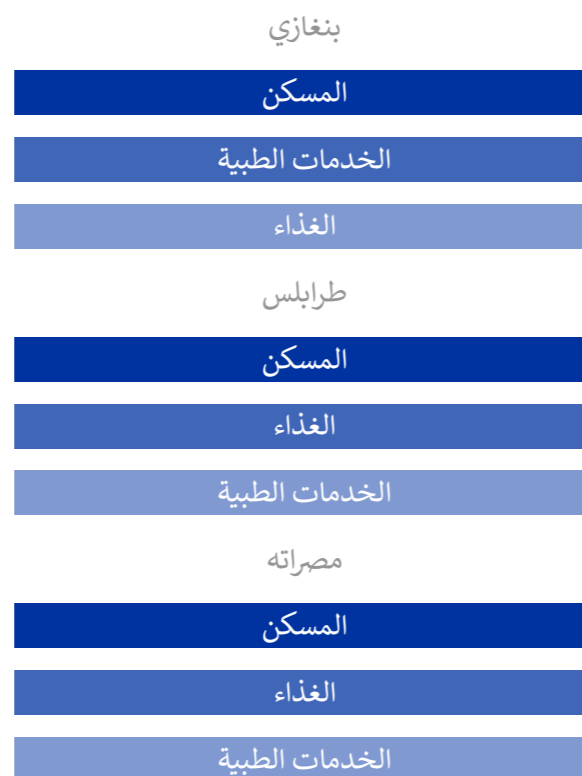 بنغازي
المسكن
الخدمات الطبية
الغذاء
طرابلس
المسكن
الغذاء
الخدمات الطبية
مصراته
المسكن
الغذاء
الخدمات الطبية